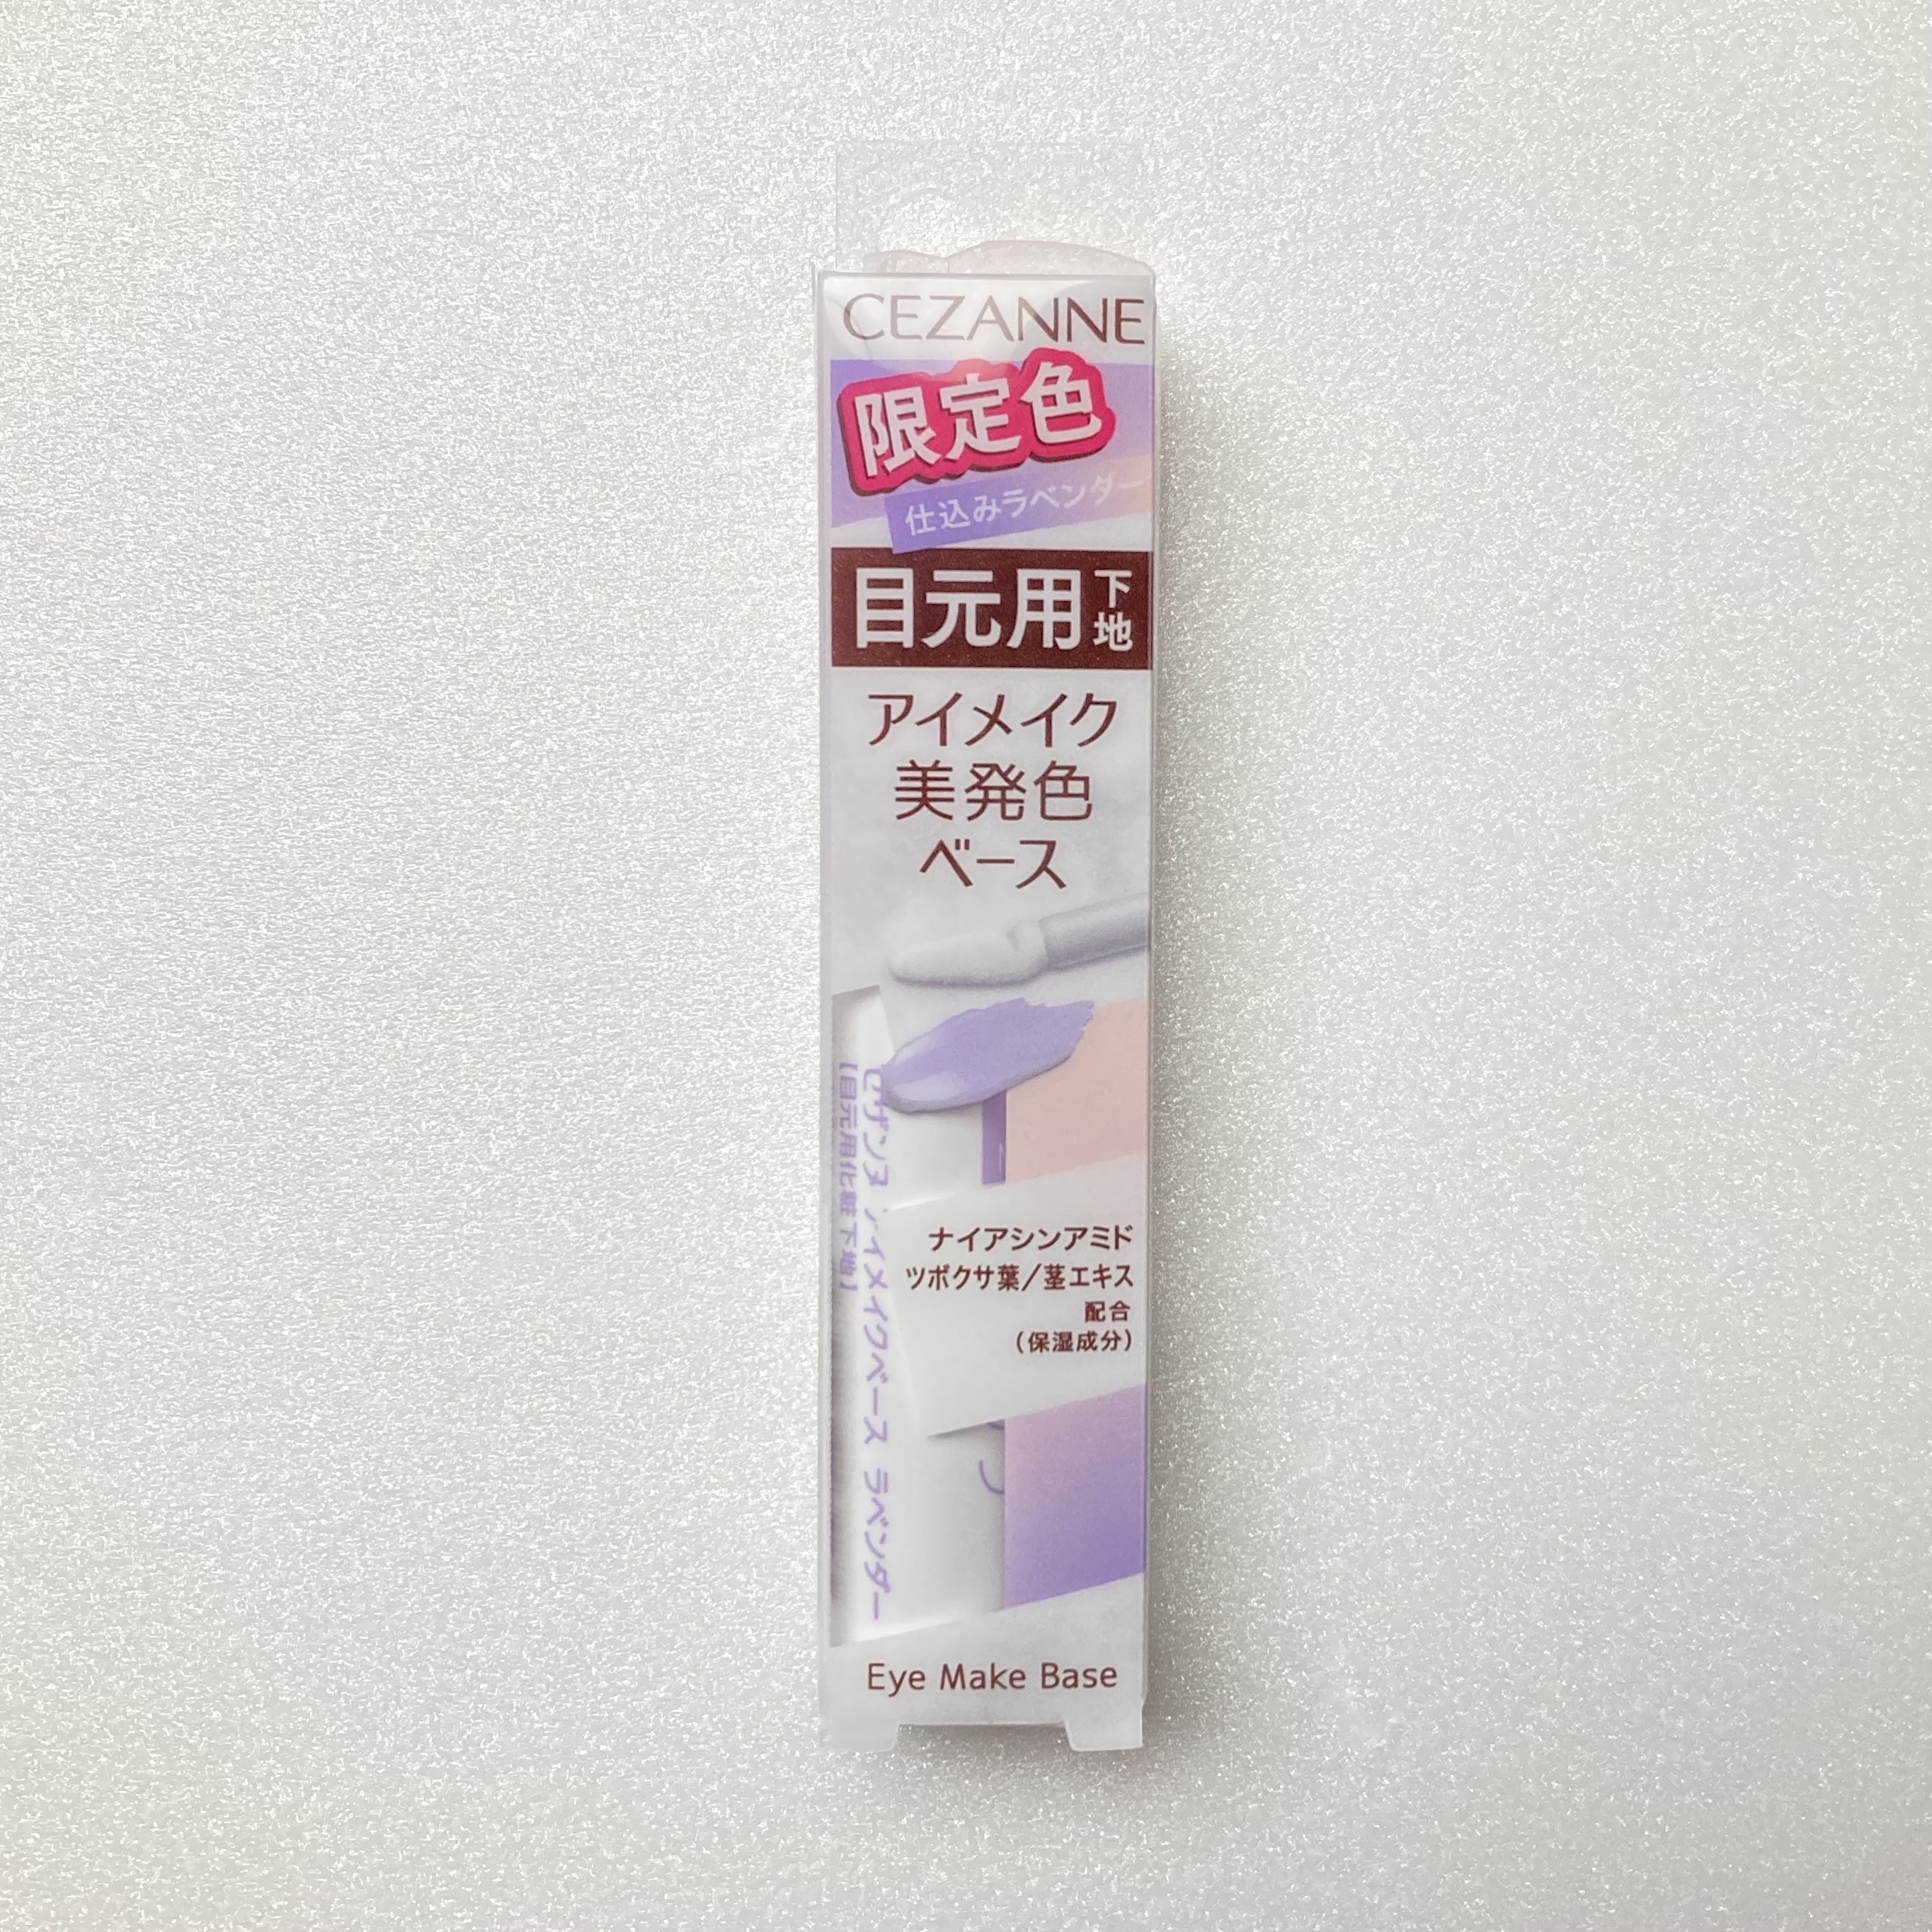 CEZANNE
限定色
仕込みラベンダー
目元用下地
アイメイク
美発色
ベース
セザンヌ アイメイクベース ラベンダー
【目元用化粧下地】
ナイアシンアミド
ツボクサ葉/茎エキス
配合
(保湿成分)
Eye Make Base